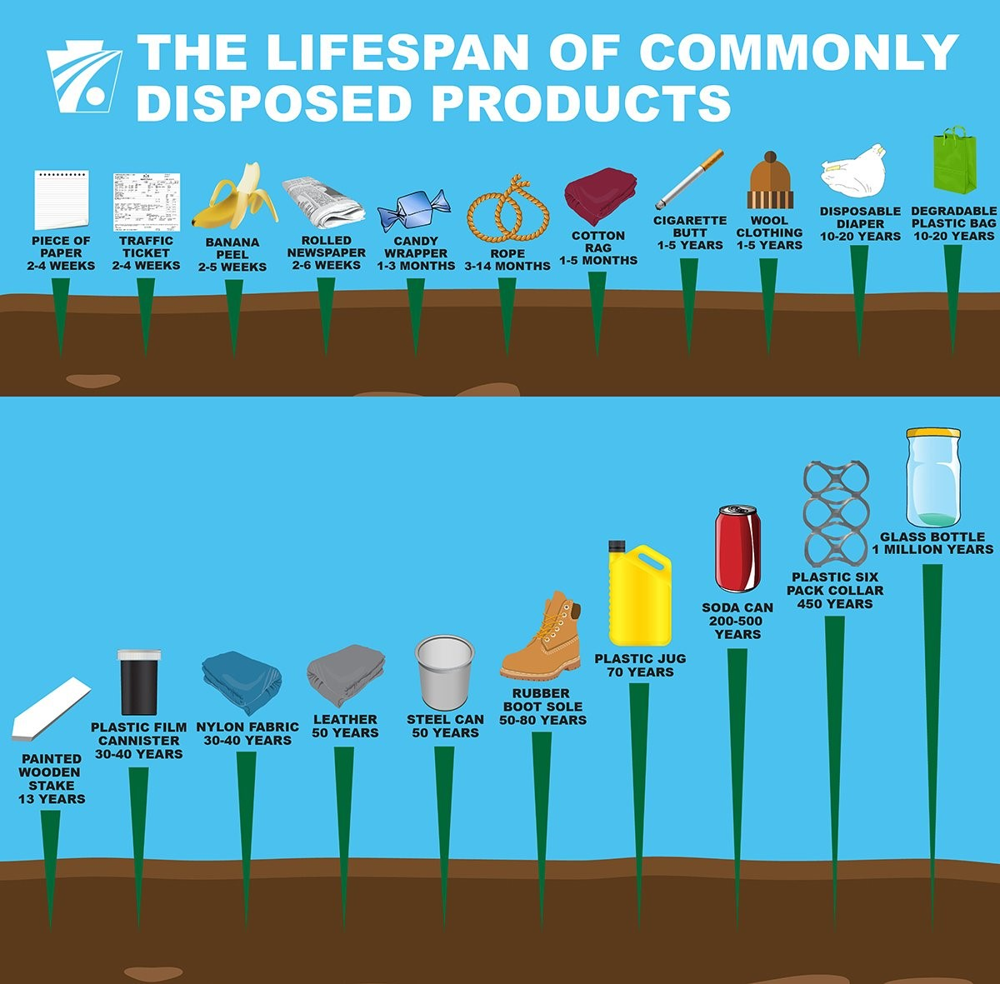 THE LIFESPAN OF COMMONLY
DISPOSED PRODUCTS
PIECE OF
PAPER
2-4 WEEKS
TRAFFIC
TICKET
2-4 WEEKS
BANANA
PEEL
2-5 WEEKS
ROLLED
NEWSPAPER
2-6 WEEKS
CANDY
WRAPPER
1-3 MONTHS
ROPE
3-14 MONTHS
COTTON
RAG
1-5 MONTHS
CIGARETTE
BUTT
1-5 YEARS
WOOL
CLOTHING
1-5 YEARS
DISPOSABLE
DIAPER
10-20 YEARS
DEGRADABLE
PLASTIC BAG
10-20 YEARS
PAINTED
WOODEN
STAKE
13 YEARS
PLASTIC FILM
CANNISTER
30-40 YEARS
NYLON FABRIC
30-40 YEARS
LEATHER
50 YEARS
STEEL CAN
50 YEARS
RUBBER
BOOT SOLE
50-80 YEARS
PLASTIC JUG
70 YEARS
SODA CAN
200-500
YEARS
PLASTIC SIX
PACK COLLAR
450 YEARS
GLASS BOTTLE
1 MILLION YEARS